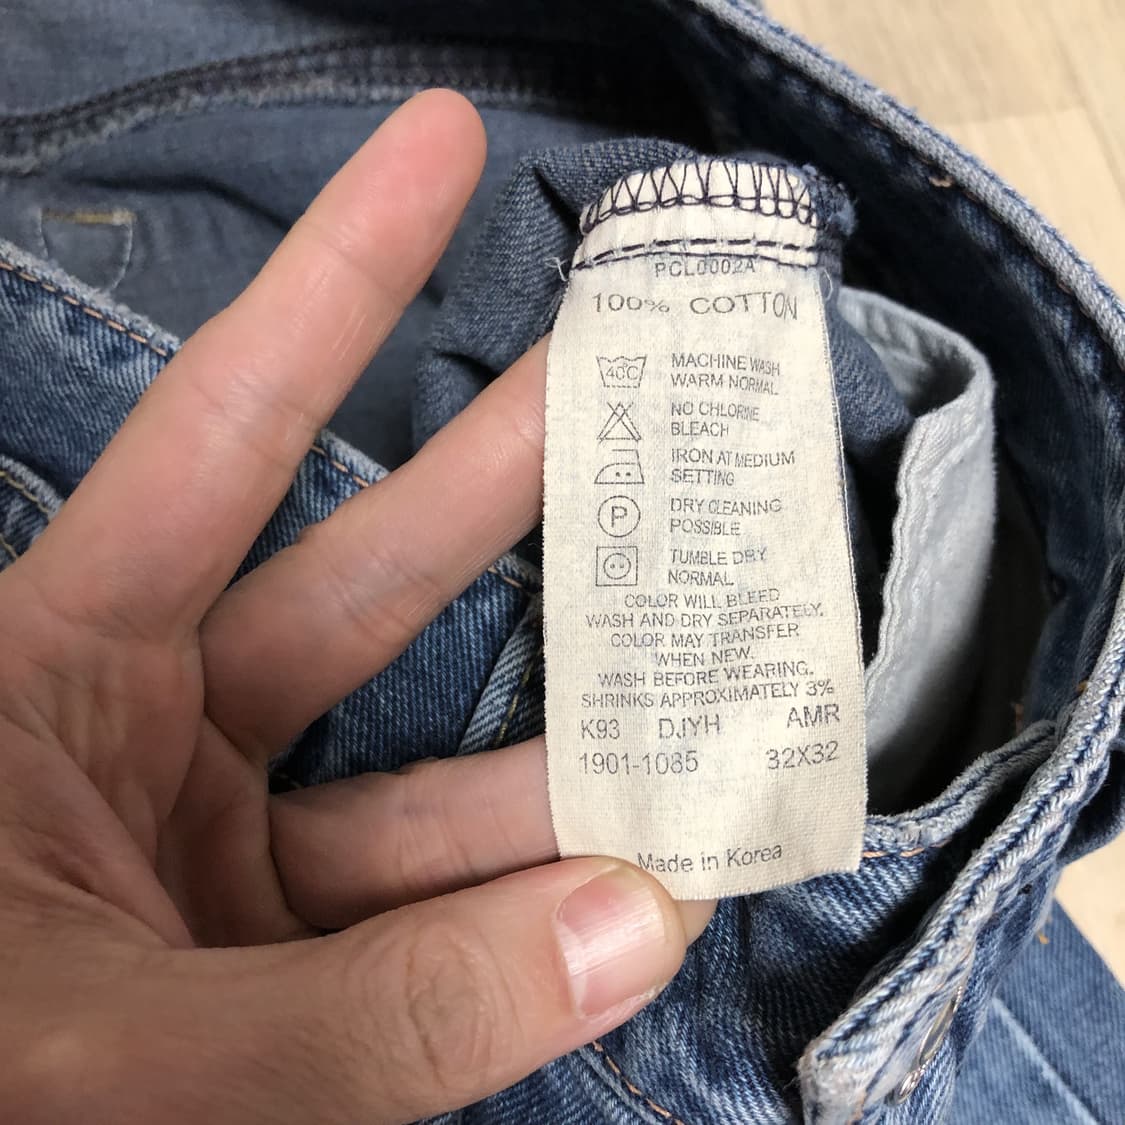 PCL0002A
100% COTTON
40C MACHINE WASH
WARM NORMAL
NO CHLORINE
BLEACH
IRON AT MEDIUM
SETTING
P DRY CLEANING
POSSIBLE
TUMBLE DRY
NORMAL
COLOR WILL BLEED
WASH AND DRY SEPARATELY.
COLOR MAY TRANSFER
WHEN NEW.
WASH BEFORE WEARING.
SHRINKS APPROXIMATELY 3%
K93 DJYH AMR
1901-1085 32X32
Made in Korea